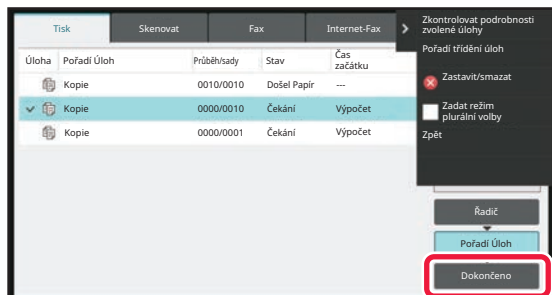 Tisk Skenovat Fax Internet-Fax
Úloha Pořadí Úloh Průběh/sady Stav Čas začátku
Kopie 0010/0010 Došel Papír ---
Kopie 0000/0010 Čekání Výpočet
Kopie 0000/0001 Čekání Výpočet
Zkontrolovat podrobnosti
zvolené úlohy
Pořadí třídění úloh
Zastavit/smazat
Zadat režim
plurální volby
Zpět
Řadič
Pořadí Úloh
Dokončeno